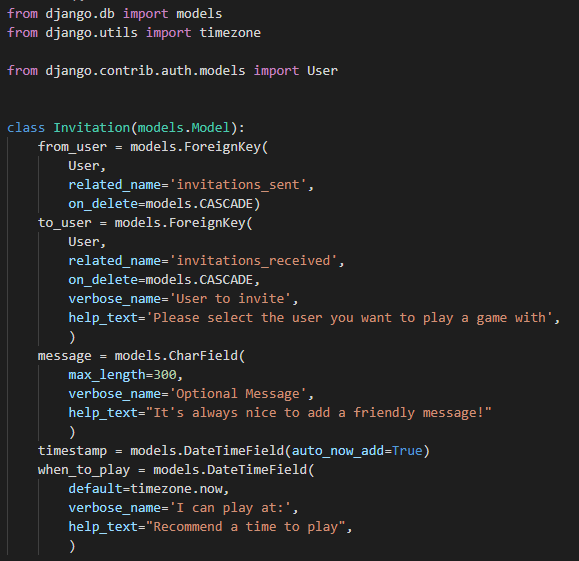 from django.db import models
from django.utils import timezone
from django.contrib.auth.models import User
class Invitation(models.Model):
    from_user = models.ForeignKey(
        User,
        related_name='invitations_sent',
        on_delete=models.CASCADE)
    to_user = models.ForeignKey(
        User,
        related_name='invitations_received',
        on_delete=models.CASCADE,
        verbose_name='User to invite',
        help_text='Please select the user you want to play a game with',
        )
    message = models.CharField(
        max_length=300,
        verbose_name='Optional Message',
        help_text="It's always nice to add a friendly message!"
        )
    timestamp = models.DateTimeField(auto_now_add=True)
    when_to_play = models.DateTimeField(
        default=timezone.now,
        verbose_name='I can play at:',
        help_text="Recommend a time to play",
        )